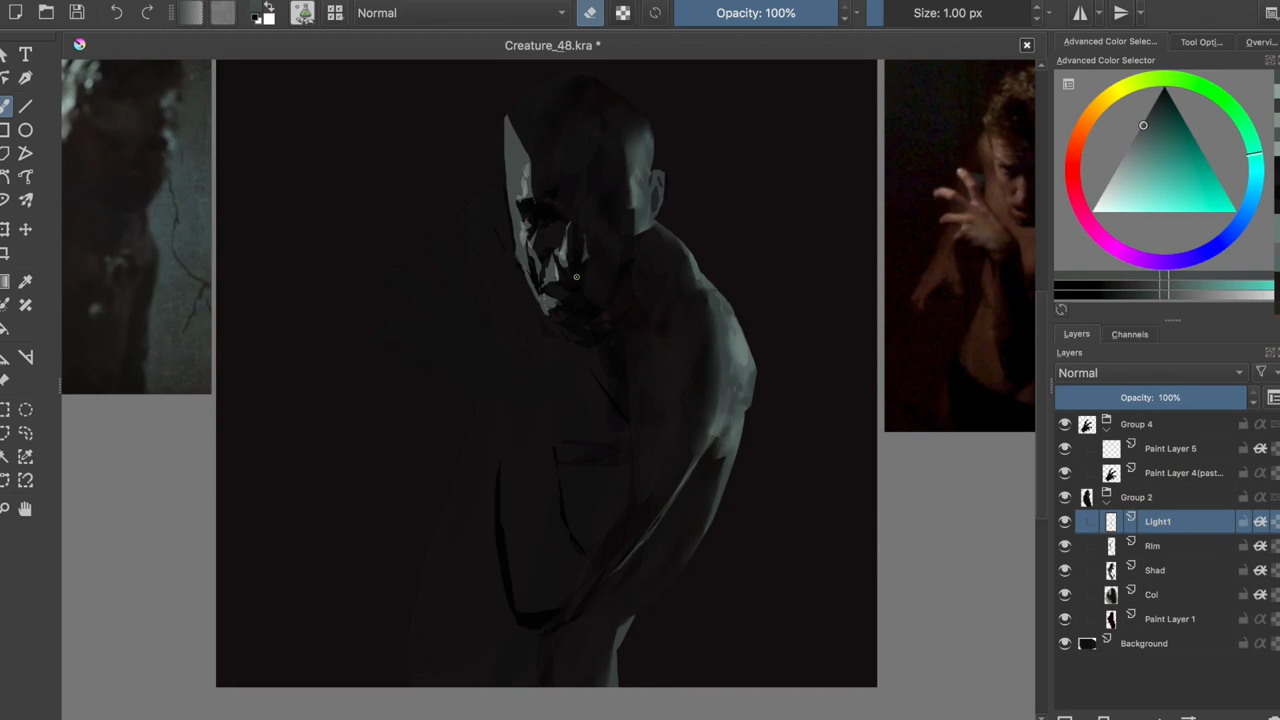 Normal
Opacity: 100%
Size: 1.00 px
Creature_48.kra *
Advanced Color Selec...
Tool Opti...
Overvi...
Advanced Color Selector
Layers
Channels
Layers
Normal
Opacity: 100%
Group 4
Paint Layer 5
Paint Layer 4(past...
Group 2
Light1
RIm
Shad
Col
Paint Layer 1
Background